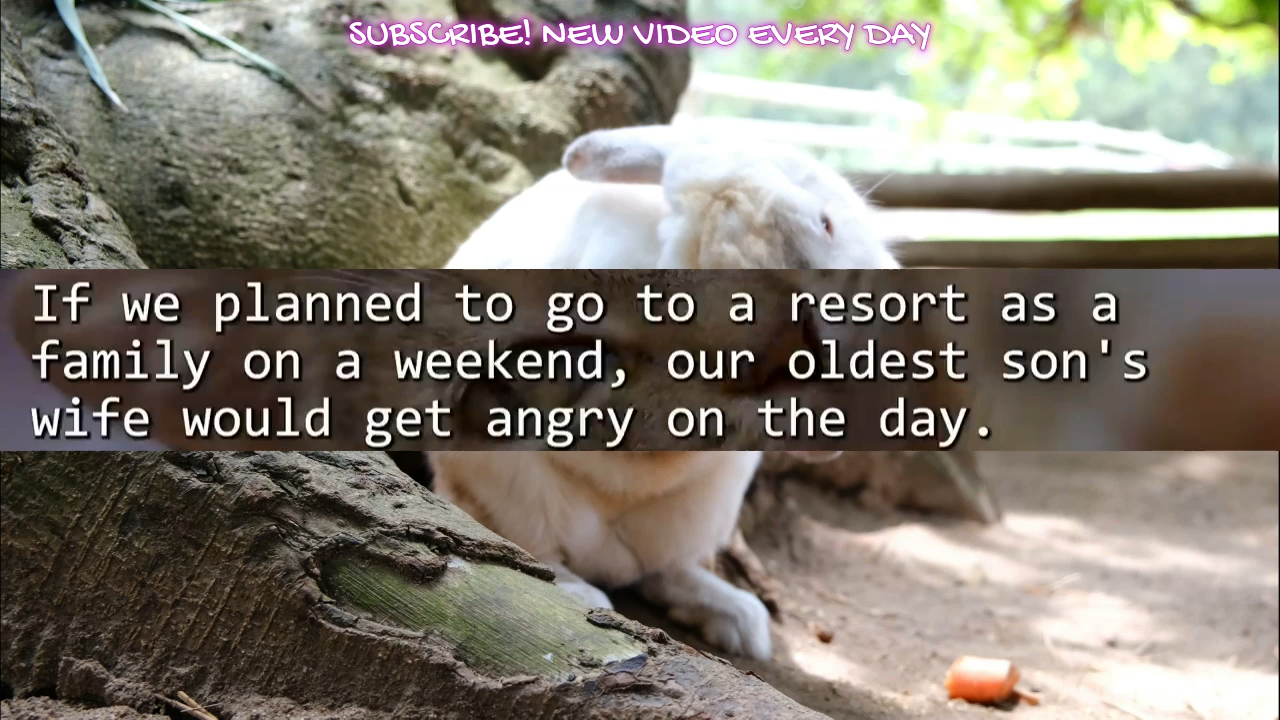 SUBSCRIBE! NEW VIDEO EVERY DAY
If we planned to go to a resort as a
family on a weekend, our oldest son's
wife would get angry on the day.